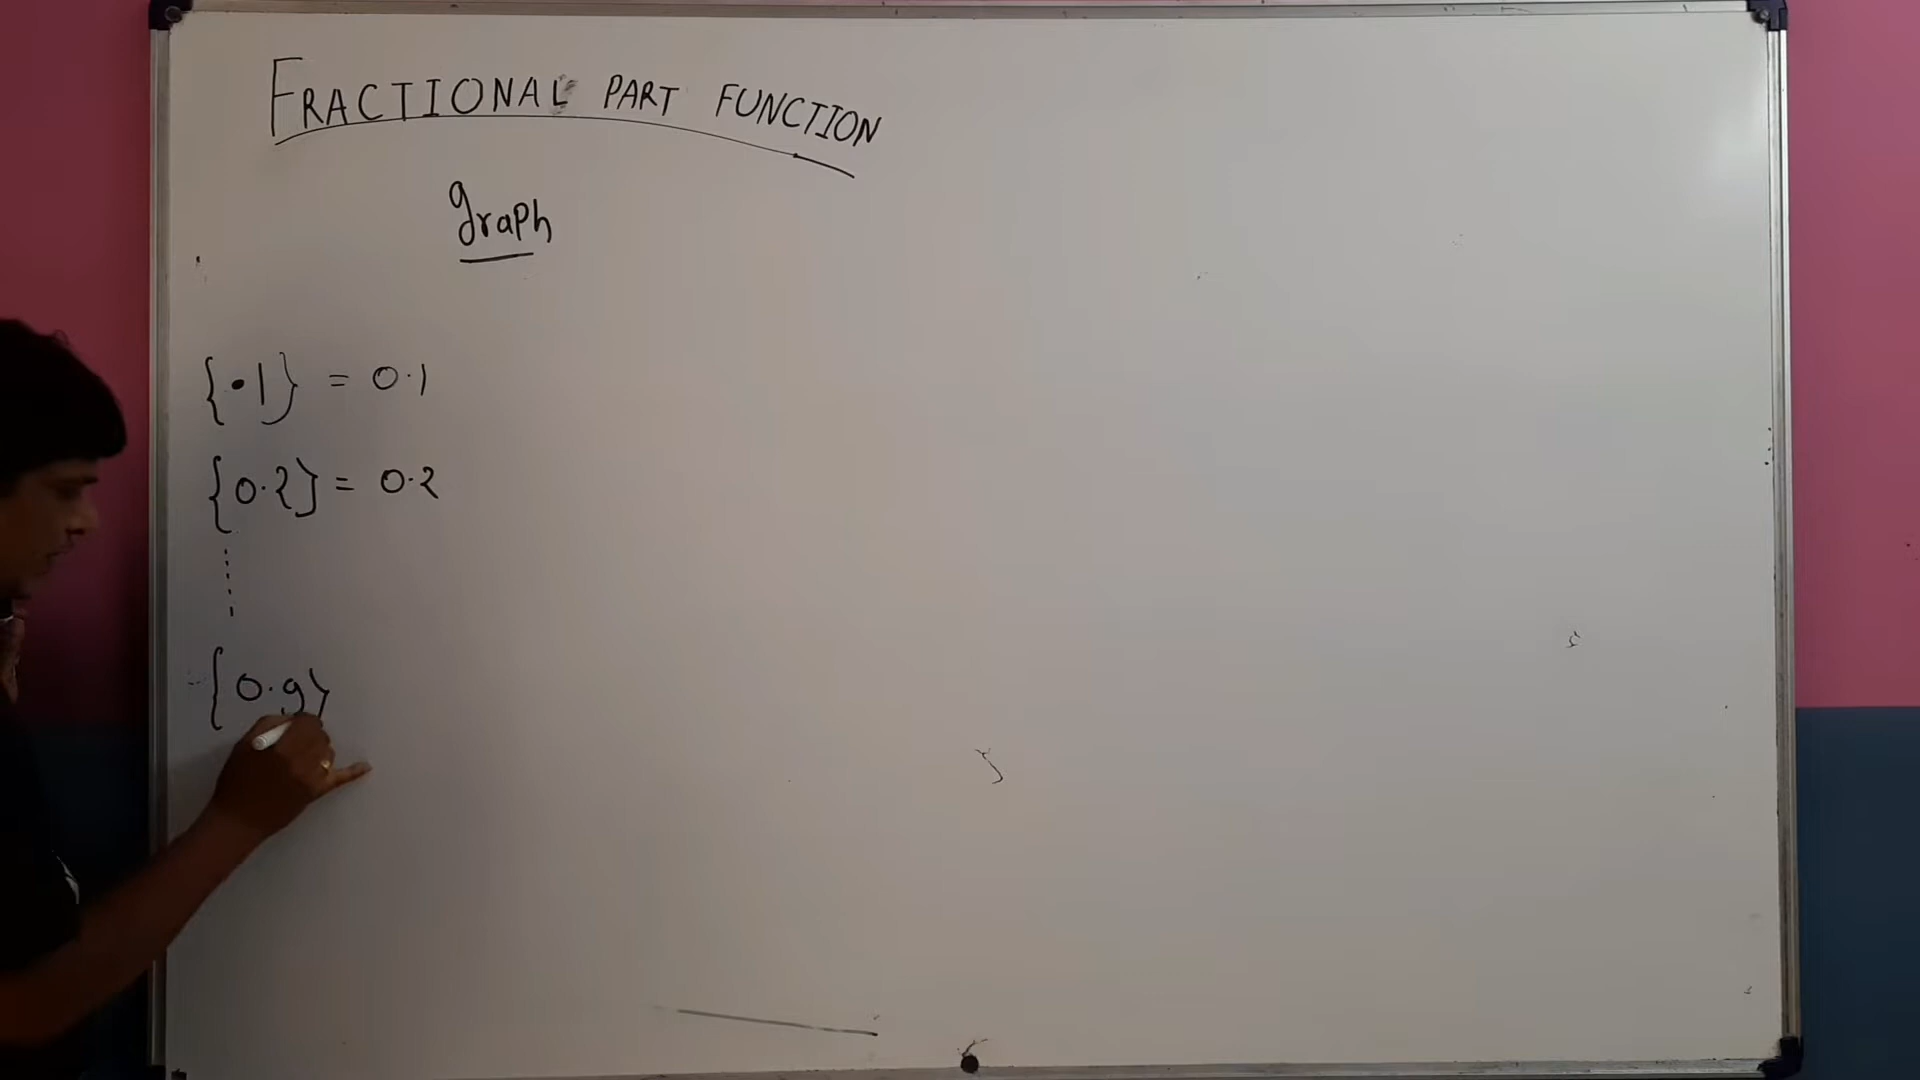 FRACTIONAL PART FUNCTION
graph
{.1} = 0.1
{0.2} = 0.2
{0.9}